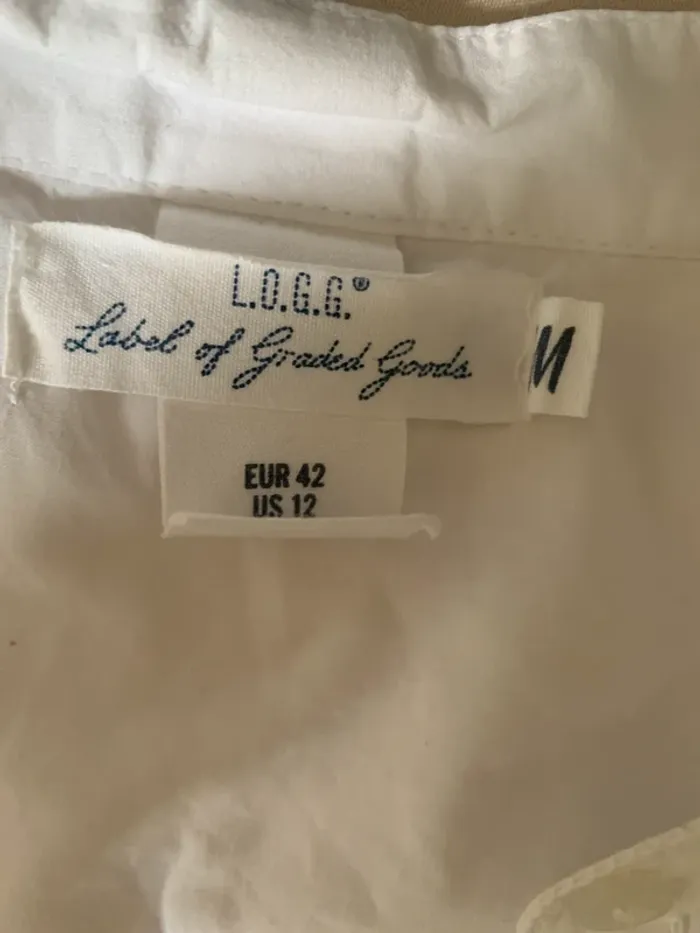 L.O.G.G.®
Label of Graded Goods
M
EUR 42
US 12